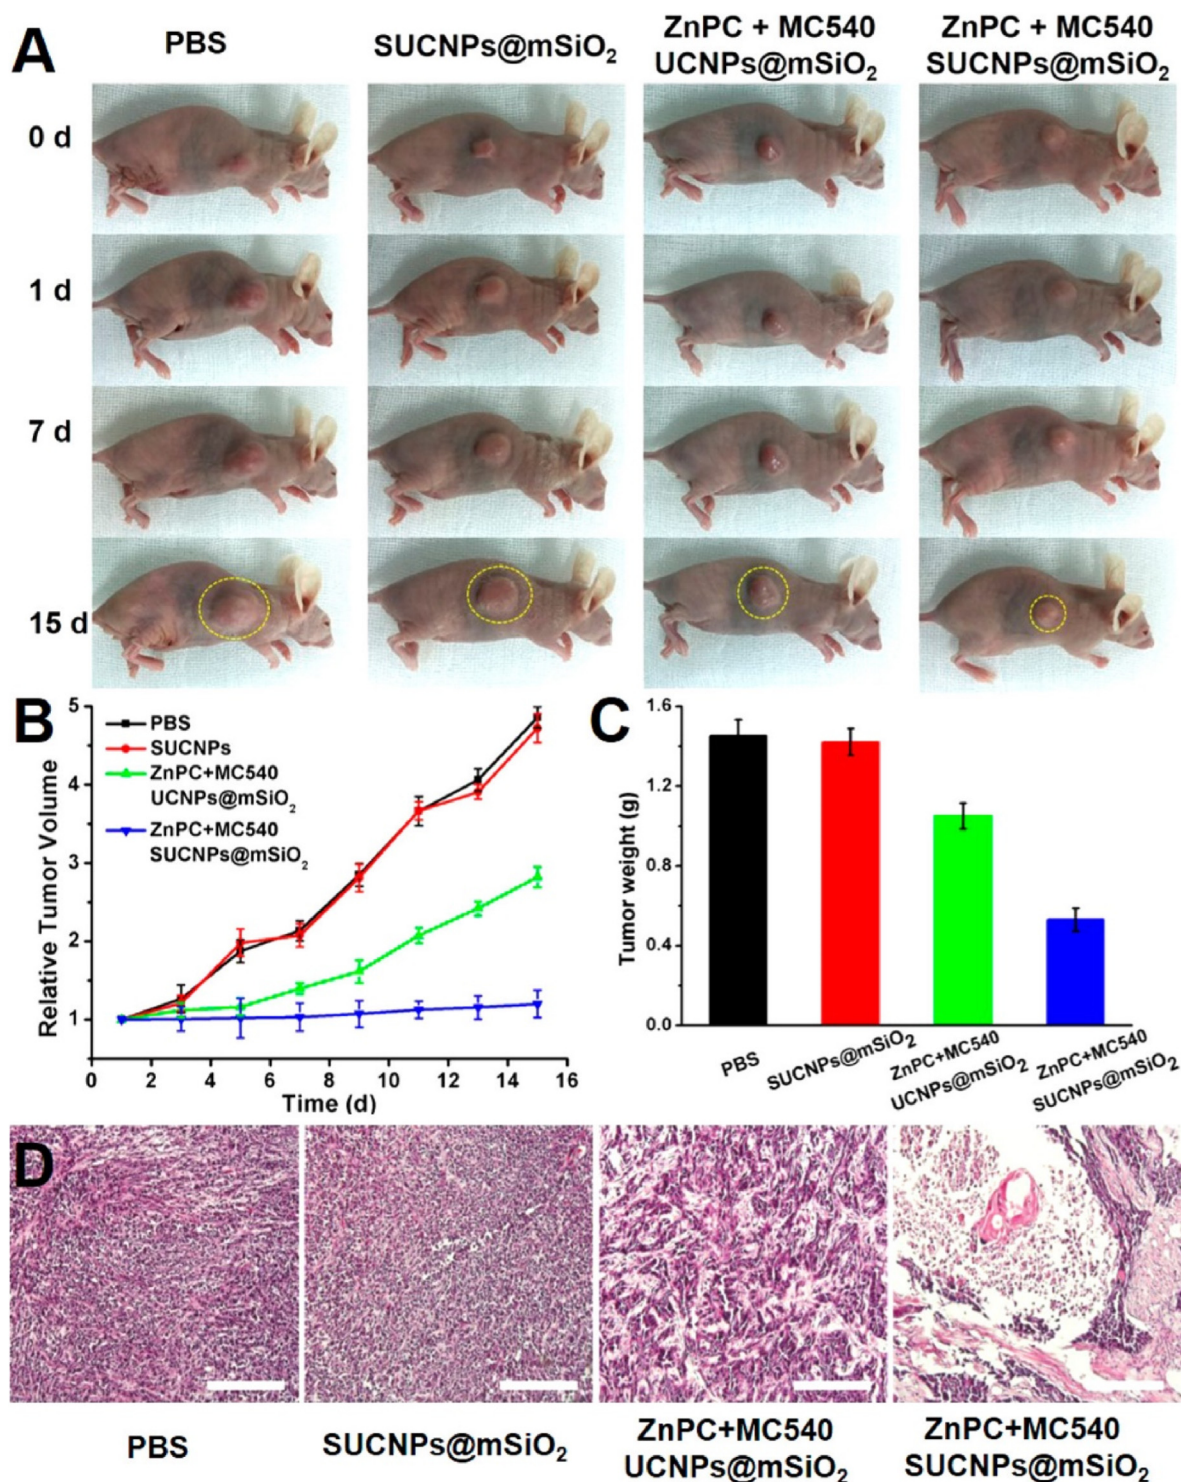 A
PBS
SUCNPs@mSiO₂
ZnPC + MC540
UCNPs@mSiO₂
ZnPC + MC540
SUCNPs@mSiO₂
0 d
1 d
7 d
15 d
B
Relative Tumor Volume
5
4
3
2
1
PBS
SUCNPs
ZnPC+MC540
UCNPs@mSiO₂
ZnPC+MC540
SUCNPs@mSiO₂
0 2 4 6 8 10 12 14 16
Time (d)
C
Tumor weight (g)
1.6
1.2
0.8
0.4
0.0
PBS
SUCNPs@mSiO₂
ZnPC+MC540
UCNPs@mSiO₂
ZnPC+MC540
SUCNPs@mSiO₂
D
PBS
SUCNPs@mSiO₂
ZnPC+MC540
UCNPs@mSiO₂
ZnPC+MC540
SUCNPs@mSiO₂